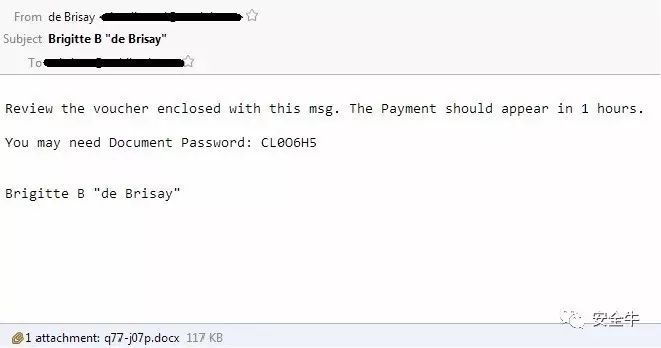 From de Brisay
Subject Brigitte B "de Brisay"
To
Review the voucher enclosed with this msg. The Payment should appear in 1 hours.
You may need Document Password: CL0O6H5
Brigitte B "de Brisay"
安全牛
1 attachment: q77-j07p.docx 117 KB